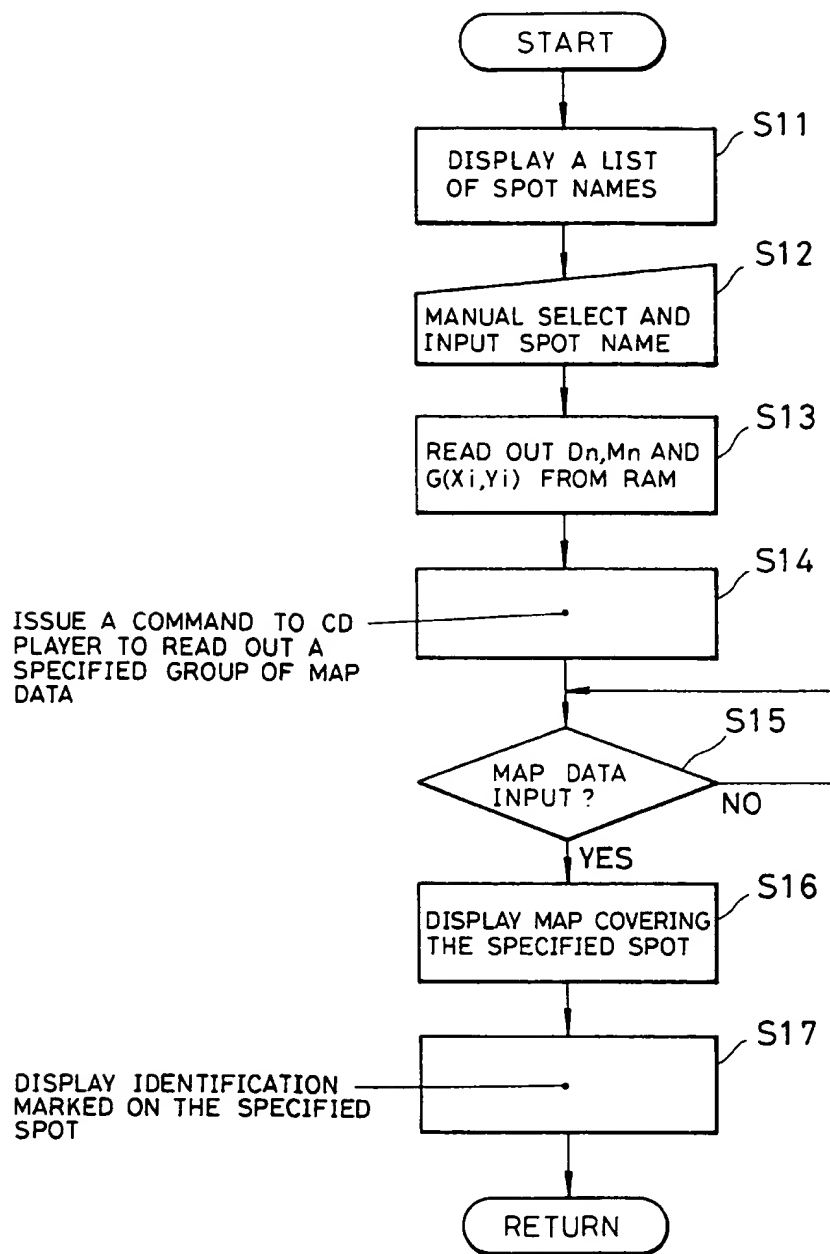 START
S11
DISPLAY A LIST
OF SPOT NAMES
S12
MANUAL SELECT AND
INPUT SPOT NAME
S13
READ OUT Dn,Mn AND
G(Xi,Yi) FROM RAM
S14
ISSUE A COMMAND TO CD
PLAYER TO READ OUT A
SPECIFIED GROUP OF MAP
DATA
S15
MAP DATA
INPUT?
NO
YES
S16
DISPLAY MAP COVERING
THE SPECIFIED SPOT
S17
DISPLAY IDENTIFICATION
MARKED ON THE SPECIFIED
SPOT
RETURN